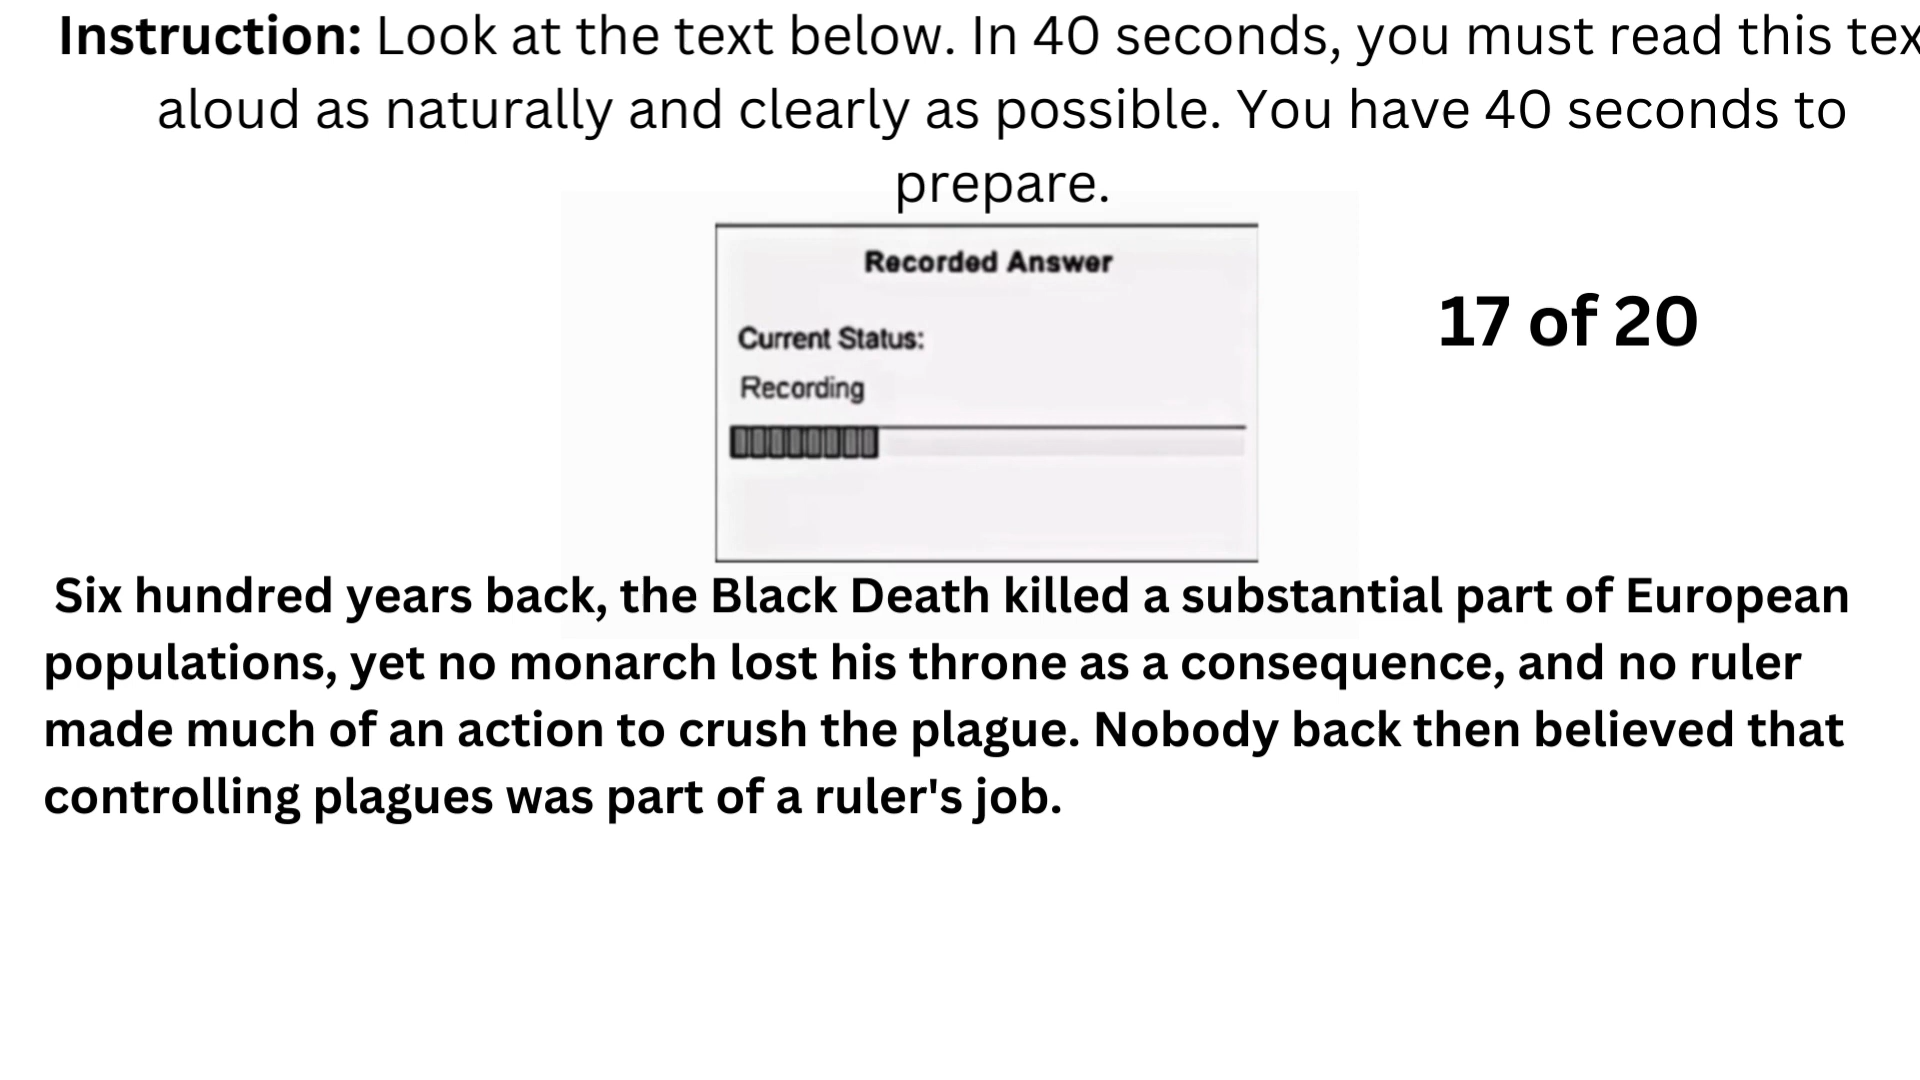 Instruction: Look at the text below. In 40 seconds, you must read this tex
aloud as naturally and clearly as possible. You have 40 seconds to
prepare.
Recorded Answer
Current Status:
Recording
17 of 20
Six hundred years back, the Black Death killed a substantial part of European
populations, yet no monarch lost his throne as a consequence, and no ruler
made much of an action to crush the plague. Nobody back then believed that
controlling plagues was part of a ruler's job.